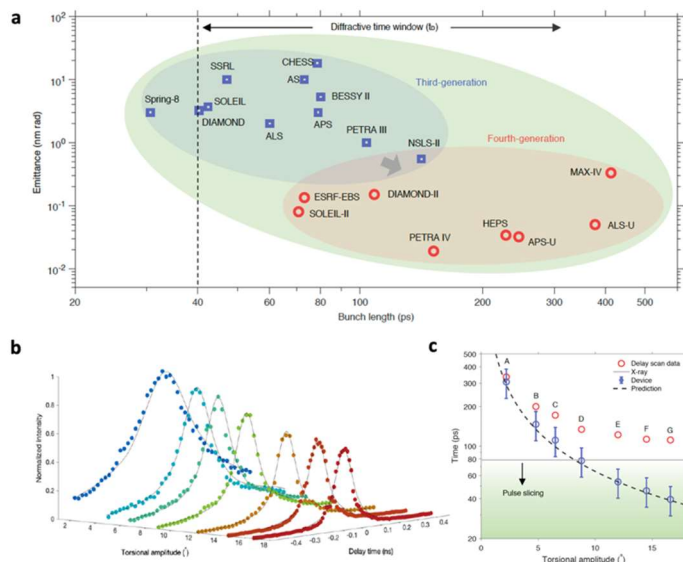 a
Diffractive time window (t_D)
10²
10¹
10⁰
10⁻¹
10⁻²
Emittance (nm rad)
CHESS
SSRL
AS
Third-generation
Spring-8
SOLEIL
BESSY II
DIAMOND
ALS
APS
PETRA III
NSLS-II
Fourth-generation
MAX-IV
ESRF-EBS
DIAMOND-II
SOLEIL-II
HEPS
ALS-U
PETRA IV
APS-U
20 40 60 80 100 200 400 600
Bunch length (ps)
b
Normalized intensity
1
0.8
0.6
0.4
0.2
0
2 4 6 8 10 12 14 16 18
Torsional amplitude (°)
-0.4 -0.3 -0.2 -0.1 0 0.1 0.2 0.3 0.4
Delay time (ns)
c
500
400
300
200
100
80
60
40
20
Time (ps)
A
B
C
D
E
F
G
Delay scan data
X-ray
Device
Prediction
Pulse slicing
0 5 10 15
Torsional amplitude (°)